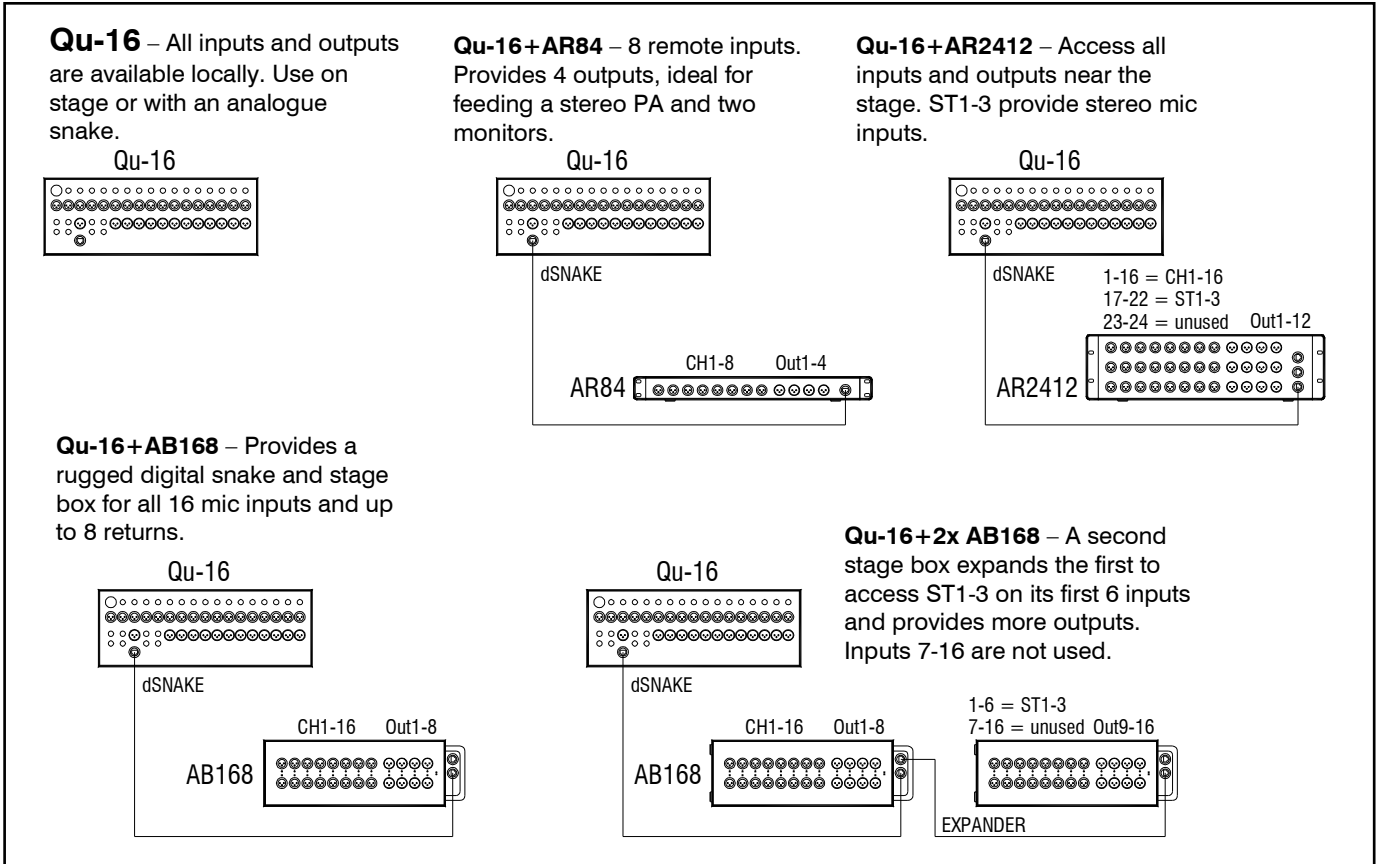 Qu-16 – All inputs and outputs
are available locally. Use on
stage or with an analogue
snake.
Qu-16
Qu-16+AR84 – 8 remote inputs.
Provides 4 outputs, ideal for
feeding a stereo PA and two
monitors.
Qu-16
dSNAKE
CH1-8 Out1-4
AR84
Qu-16+AR2412 – Access all
inputs and outputs near the
stage. ST1-3 provide stereo mic
inputs.
Qu-16
dSNAKE
1-16 = CH1-16
17-22 = ST1-3
23-24 = unused Out1-12
AR2412
Qu-16+AB168 – Provides a
rugged digital snake and stage
box for all 16 mic inputs and up
to 8 returns.
Qu-16
dSNAKE
CH1-16 Out1-8
AB168
Qu-16+2x AB168 – A second
stage box expands the first to
access ST1-3 on its first 6 inputs
and provides more outputs.
Inputs 7-16 are not used.
Qu-16
dSNAKE
CH1-16 Out1-8
AB168
1-6 = ST1-3
7-16 = unused Out9-16
EXPANDER